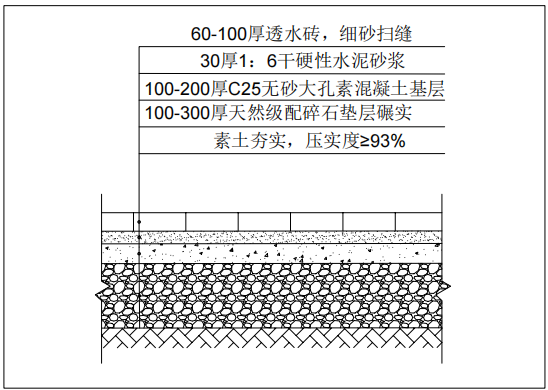 60-100厚透水砖，细砂扫缝
30厚1：6干硬性水泥砂浆
100-200厚C25无砂大孔素混凝土基层
100-300厚天然级配碎石垫层碾实
素土夯实，压实度≥93%